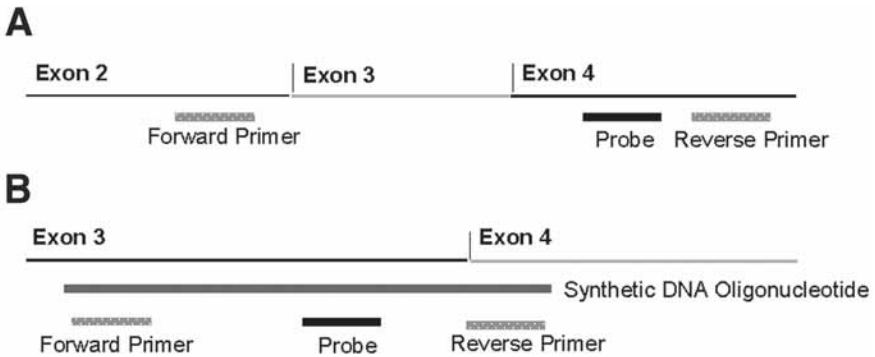 A
Exon 2 Exon 3 Exon 4
Forward Primer Probe Reverse Primer
B
Exon 3 Exon 4
Synthetic DNA Oligonucleotide
Forward Primer Probe Reverse Primer